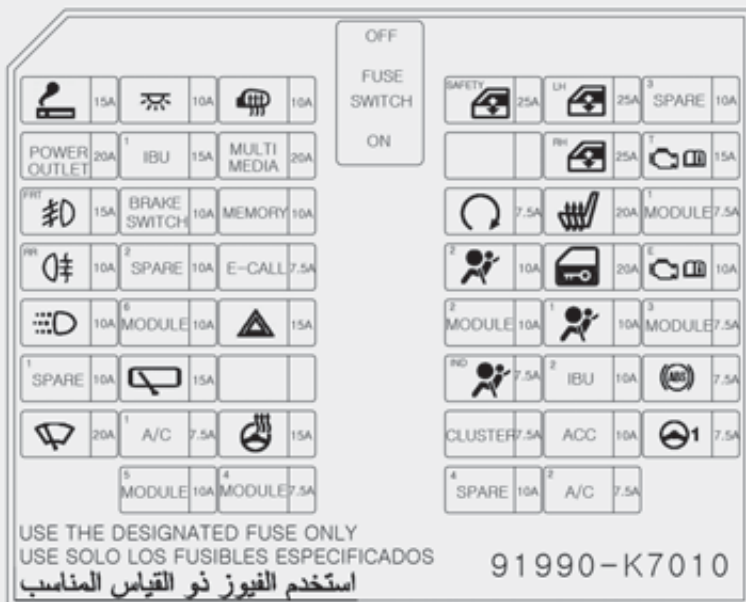 OFF
FUSE
SWITCH
ON
15A 10A 10A SAFETY 25A LH 25A 3 SPARE 10A
POWER OUTLET 20A 1 IBU 15A MULTI MEDIA 20A RH 25A T 15A
FRT 15A BRAKE SWITCH 10A MEMORY 10A 7.5A 20A 1 MODULE 7.5A
RR 10A 2 SPARE 10A E-CALL 7.5A 2 10A 20A E 10A
10A 6 MODULE 10A 15A 2 MODULE 10A 1 10A 3 MODULE 7.5A
1 SPARE 10A 15A IND 7.5A 2 IBU 10A ABS 7.5A
20A 1 A/C 7.5A 15A CLUSTER 7.5A ACC 10A 1 7.5A
5 MODULE 10A 4 MODULE 7.5A 4 SPARE 10A 2 A/C 7.5A
USE THE DESIGNATED FUSE ONLY
USE SOLO LOS FUSIBLES ESPECIFICADOS
استخدم الفيوز ذو القياس المناسب
91990-K7010